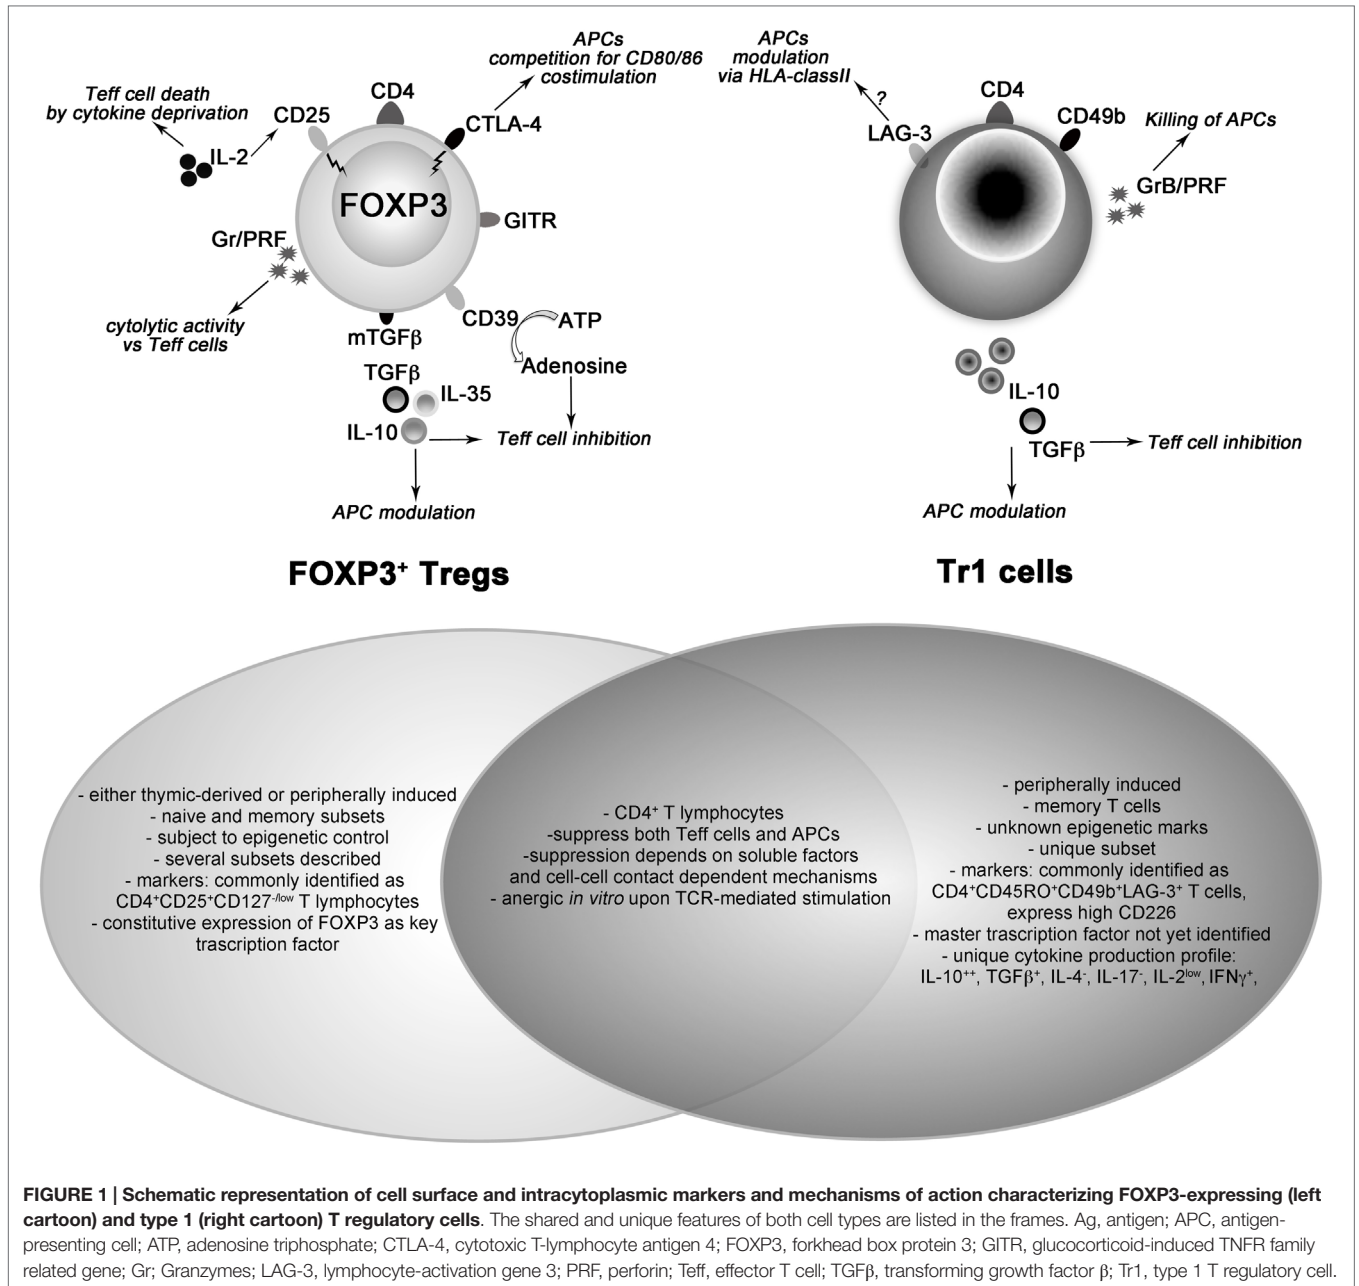 APCs
competition for CD80/86
costimulation
Teff cell death
by cytokine deprivation
CD25
CD4
CTLA-4
IL-2
FOXP3
GITR
Gr/PRF
cytolytic activity
vs Teff cells
CD39
ATP
mTGFβ
Adenosine
TGFβ
IL-35
IL-10
Teff cell inhibition
APC modulation
FOXP3⁺ Tregs
APCs
modulation
via HLA-classII
?
LAG-3
CD4
CD49b
Killing of APCs
GrB/PRF
IL-10
TGFβ
Teff cell inhibition
APC modulation
Tr1 cells
- either thymic-derived or peripherally induced
- naive and memory subsets
- subject to epigenetic control
- several subsets described
- markers: commonly identified as
CD4⁺CD25⁺CD127⁻/ˡᵒʷ T lymphocytes
- constitutive expression of FOXP3 as key
trascription factor
- CD4⁺ T lymphocytes
-suppress both Teff cells and APCs
-suppression depends on soluble factors
and cell-cell contact dependent mechanisms
- anergic in vitro upon TCR-mediated stimulation
- peripherally induced
- memory T cells
- unknown epigenetic marks
- unique subset
- markers: commonly identified as
CD4⁺CD45RO⁺CD49b⁺LAG-3⁺ T cells,
express high CD226
- master trascription factor not yet identified
- unique cytokine production profile:
IL-10⁺⁺, TGFβ⁺, IL-4⁻, IL-17⁻, IL-2ˡᵒʷ, IFNγ⁺,
FIGURE 1 | Schematic representation of cell surface and intracytoplasmic markers and mechanisms of action characterizing FOXP3-expressing (left
cartoon) and type 1 (right cartoon) T regulatory cells. The shared and unique features of both cell types are listed in the frames. Ag, antigen; APC, antigen-
presenting cell; ATP, adenosine triphosphate; CTLA-4, cytotoxic T-lymphocyte antigen 4; FOXP3, forkhead box protein 3; GITR, glucocorticoid-induced TNFR family
related gene; Gr; Granzymes; LAG-3, lymphocyte-activation gene 3; PRF, perforin; Teff, effector T cell; TGFβ, transforming growth factor β; Tr1, type 1 T regulatory cell.